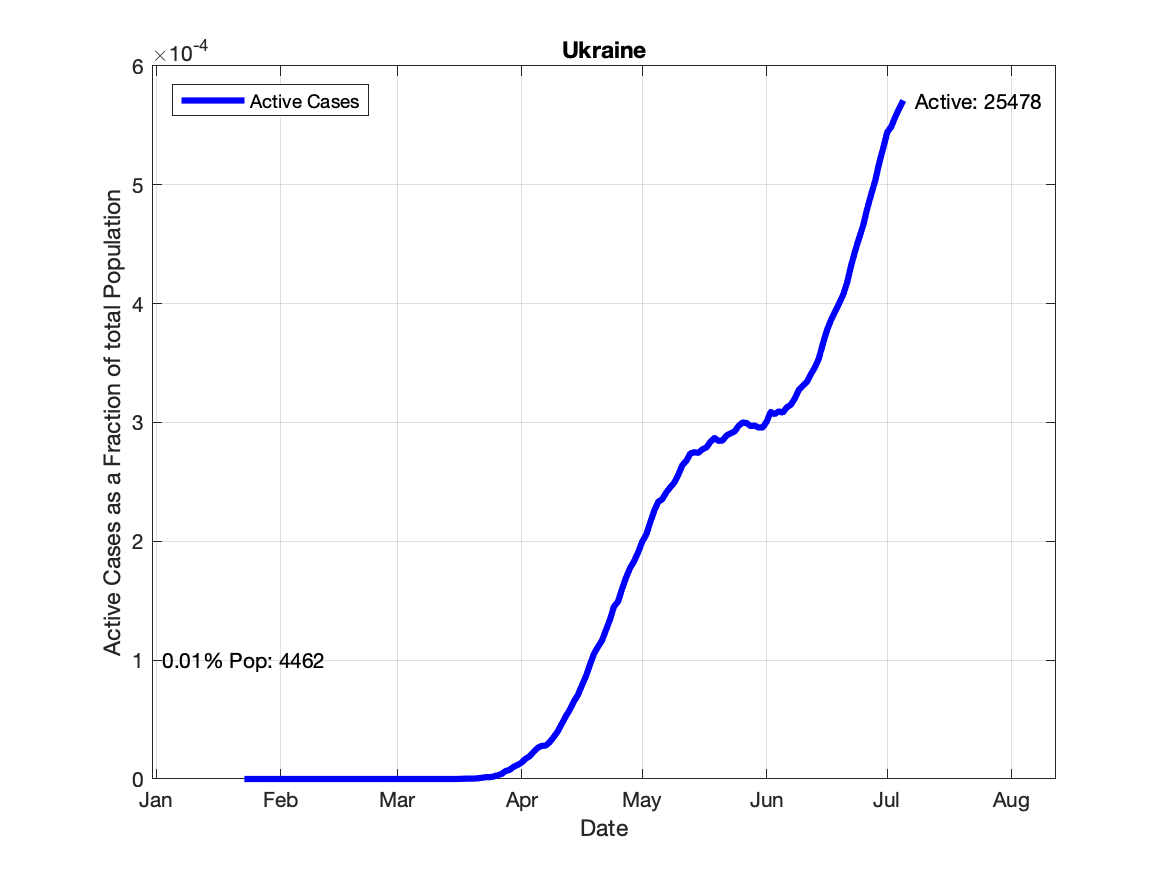 Ukraine
×10^-4
6
5
4
3
2
1
0
Active Cases
Active: 25478
0.01% Pop: 4462
Active Cases as a Fraction of total Population
Jan Feb Mar Apr May Jun Jul Aug
Date